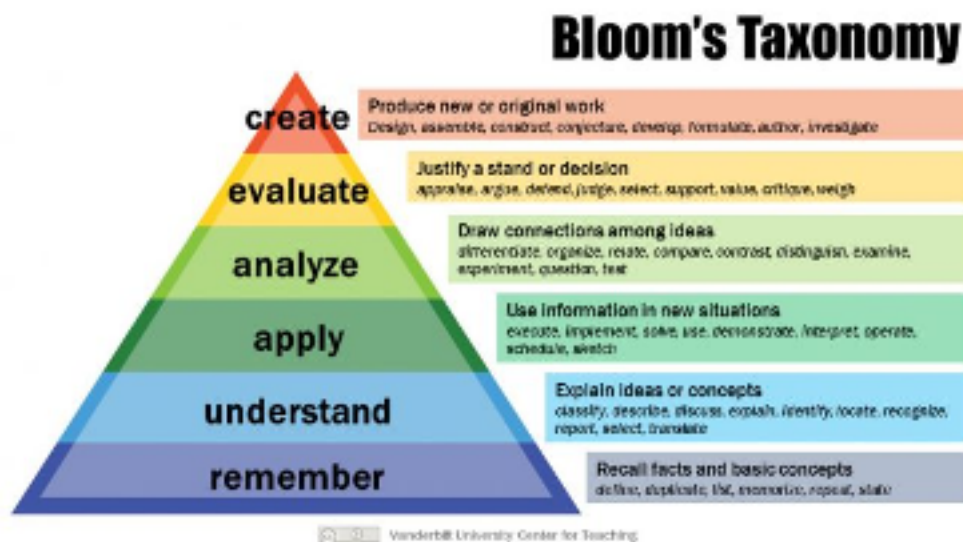 Bloom's Taxonomy
create
Produce new or original work
Design, assemble, construct, conjecture, develop, formulate, author, investigate
evaluate
Justify a stand or decision
appraise, argue, defend, judge, select, support, value, critique, weigh
analyze
Draw connections among ideas
differentiate, organize, relate, compare, contrast, distinguish, examine,
experiment, question, test
apply
Use information in new situations
execute, implement, solve, use, demonstrate, interpret, operate,
schedule, sketch
understand
Explain ideas or concepts
classify, describe, discuss, explain, identify, locate, recognize,
report, select, translate
remember
Recall facts and basic concepts
define, duplicate, list, memorize, repeat, state
Vanderbilt University Center for Teaching